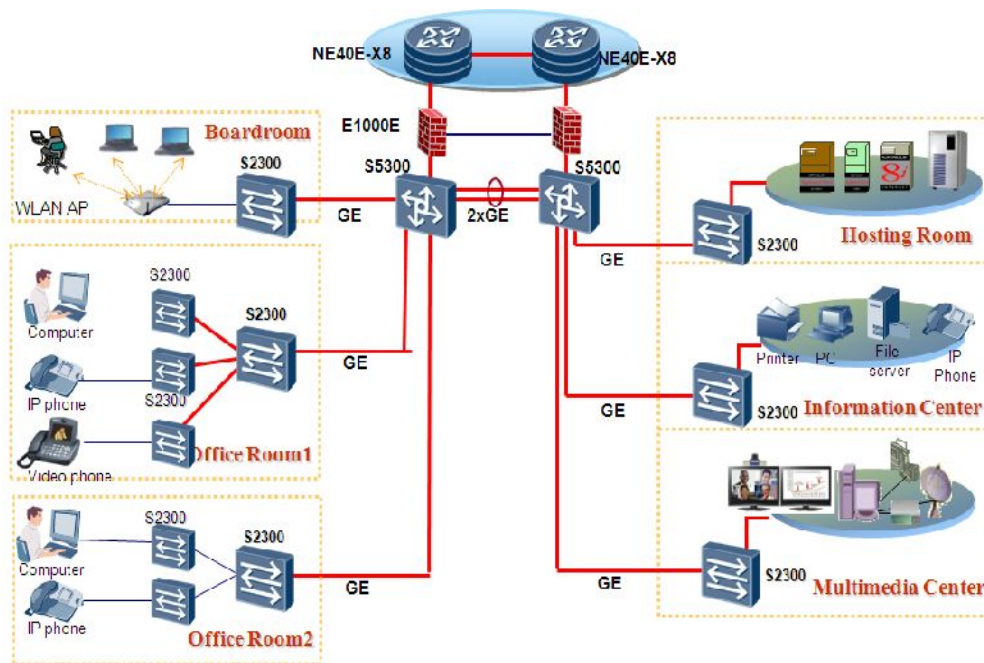 NE40E-X8
NE40E-X8
E1000E
S5300
S5300
2xGE
Boardroom
S2300
WLAN AP
GE
S2300
Computer
S2300
IP phone
S2300
Video phone
Office Room1
GE
S2300
Computer
S2300
IP phone
Office Room2
GE
8i
S2300
Hosting Room
GE
Printer
PC
File
server
IP
Phone
S2300
Information Center
GE
S2300
Multimedia Center
GE